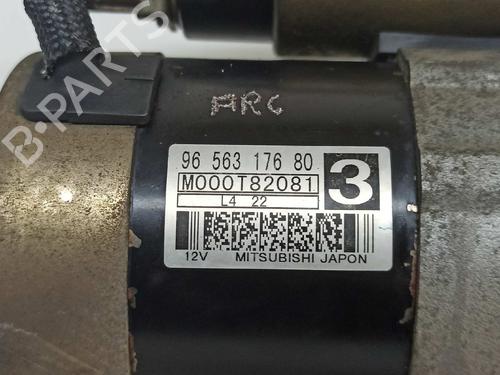 ARC
96 563 176 80
M000T82081
3
L4 22
12V MITSUBISHI JAPON
B-PARTS